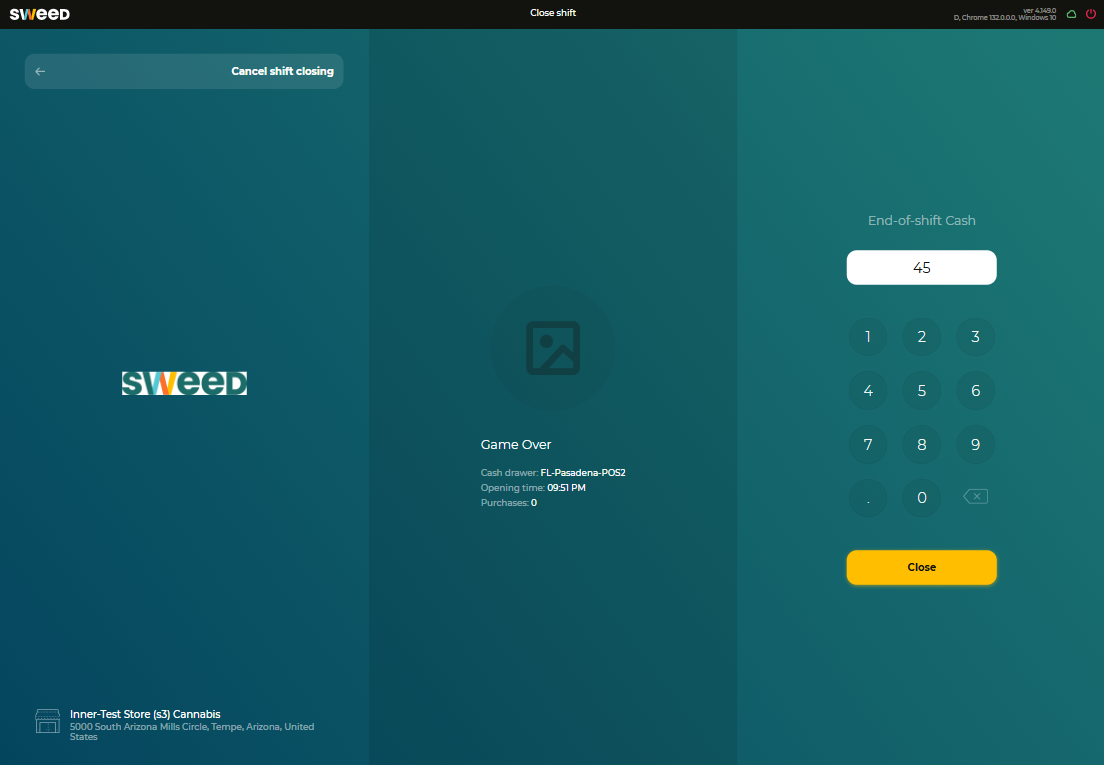 SWEED
Close shift
ver 4.149.0
D, Chrome 132.0.0.0, Windows 10
Cancel shift closing
End-of-shift Cash
45
1 2 3
4 5 6
7 8 9
. 0
Close
SWEED
Game Over
Cash drawer: FL-Pasadena-POS2
Opening time: 09:51 PM
Purchases: 0
Inner-Test Store (s3) Cannabis
5000 South Arizona Mills Circle, Tempe, Arizona, United
States